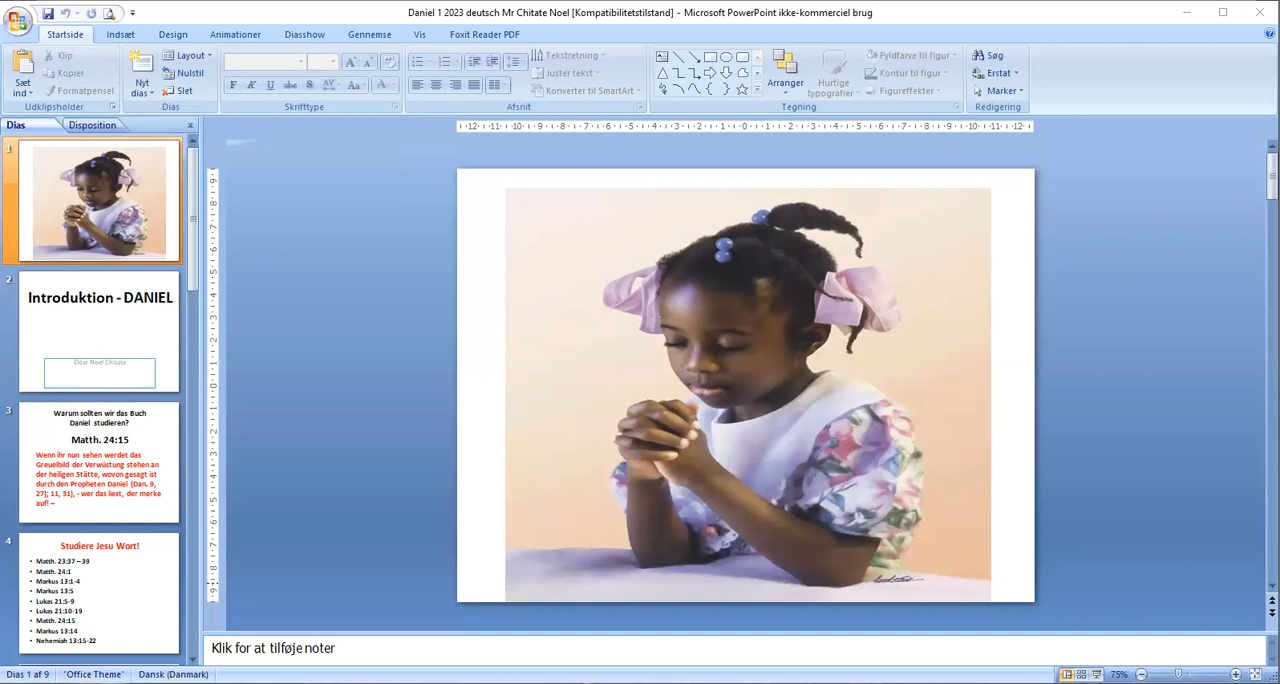 Daniel 1 2023 deutsch Mr Chitate Noel [Kompatibilitetstilstand] - Microsoft PowerPoint ikke-kommerciel brug
Startside Indsæt Design Animationer Diasshow Gennemse Vis Foxit Reader PDF
Klip
Kopier
Formatpensel
Sæt ind
Udklipsholder
Nyt dias
Layout
Nulstil
Slet
Dias
F K U abc S AV Aa A
Skrifttype
Tekstretning
Juster tekst
Konverter til SmartArt
Afsnit
Arranger
Hurtige typografier
Fyldfarve til figur
Kontur til figur
Figureffekter
Tegning
Søg
Erstat
Marker
Redigering
Dias Disposition
1
2
Introduktion - DANIEL
Elder Noel Chitate
3
Warum sollten wir das Buch
Daniel studieren?
Matth. 24:15
Wenn ihr nun sehen werdet das
Greuelbild der Verwüstung stehen an
der heiligen Stätte, wovon gesagt ist
durch den Propheten Daniel (Dan. 9,
27]; 11, 31), - wer das liest, der merke
auf! –
4
Studiere Jesu Wort!
• Matth. 23:37 – 39
• Matth. 24:1
• Markus 13:1-4
• Markus 13:5
• Lukas 21:5-9
• Lukas 21:10-19
• Matth. 24:15
• Markus 13:14
• Nehemiah 13:15-22
Klik for at tilføje noter
Dias 1 af 9 "Office Theme" Dansk (Danmark) 75%